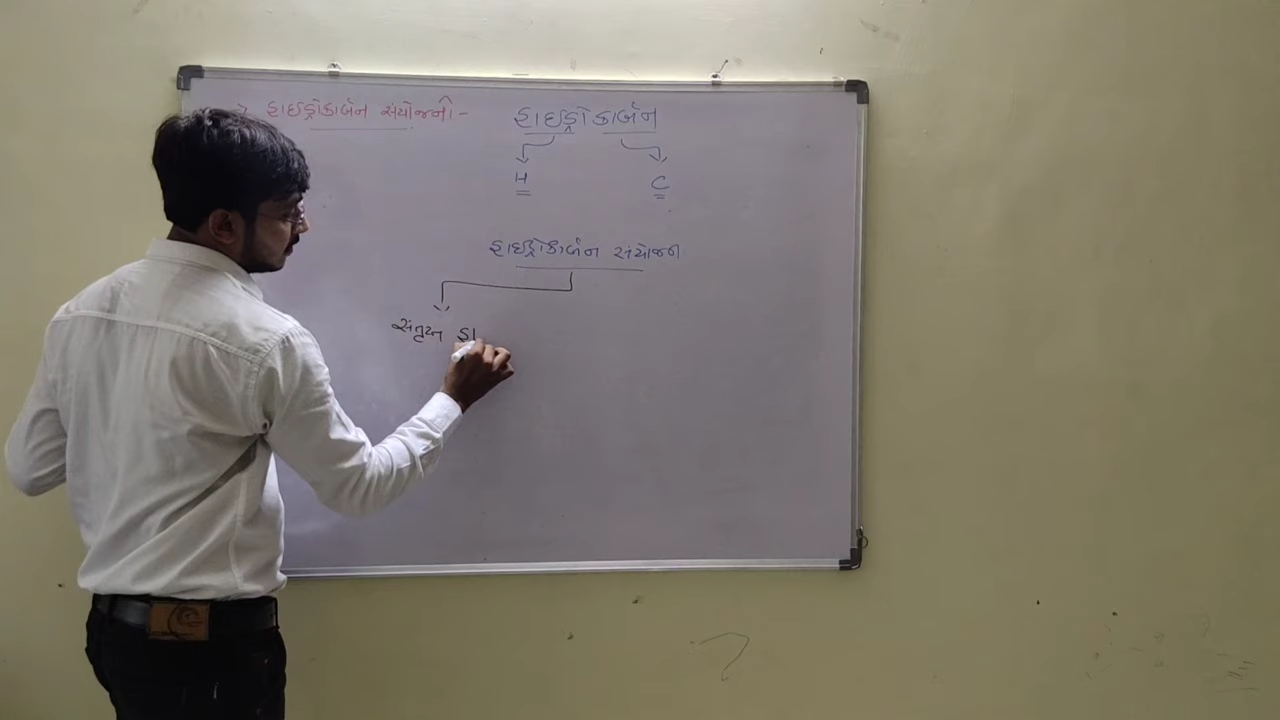 હાઇડ્રોકાર્બન સંયોજનો -
હાઇડ્રોકાર્બન
H C
હાઇડ્રોકાર્બન સંયોજન
સંતૃપ્ત હા